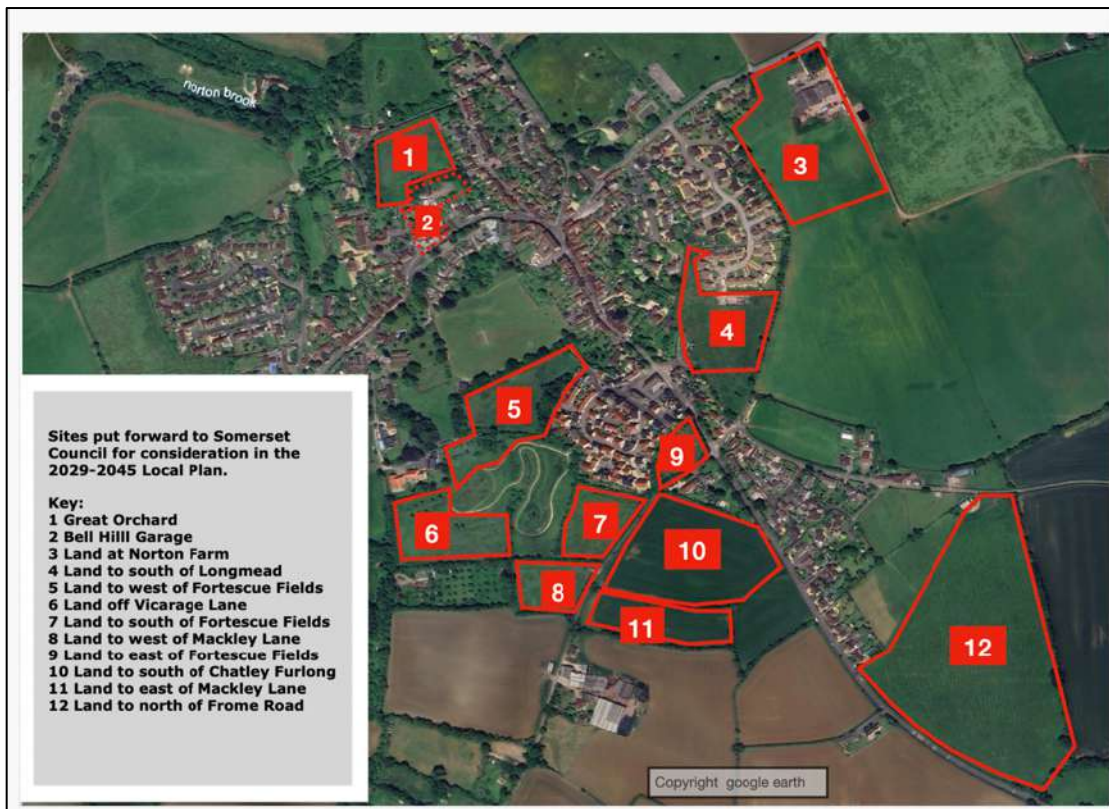 norton brook
1
2
3
4
5
6
7
8
9
10
11
12
Sites put forward to Somerset
Council for consideration in the
2029-2045 Local Plan.
Key:
1 Great Orchard
2 Bell Hilll Garage
3 Land at Norton Farm
4 Land to south of Longmead
5 Land to west of Fortescue Fields
6 Land off Vicarage Lane
7 Land to south of Fortescue Fields
8 Land to west of Mackley Lane
9 Land to east of Fortescue Fields
10 Land to south of Chatley Furlong
11 Land to east of Mackley Lane
12 Land to north of Frome Road
Copyright google earth